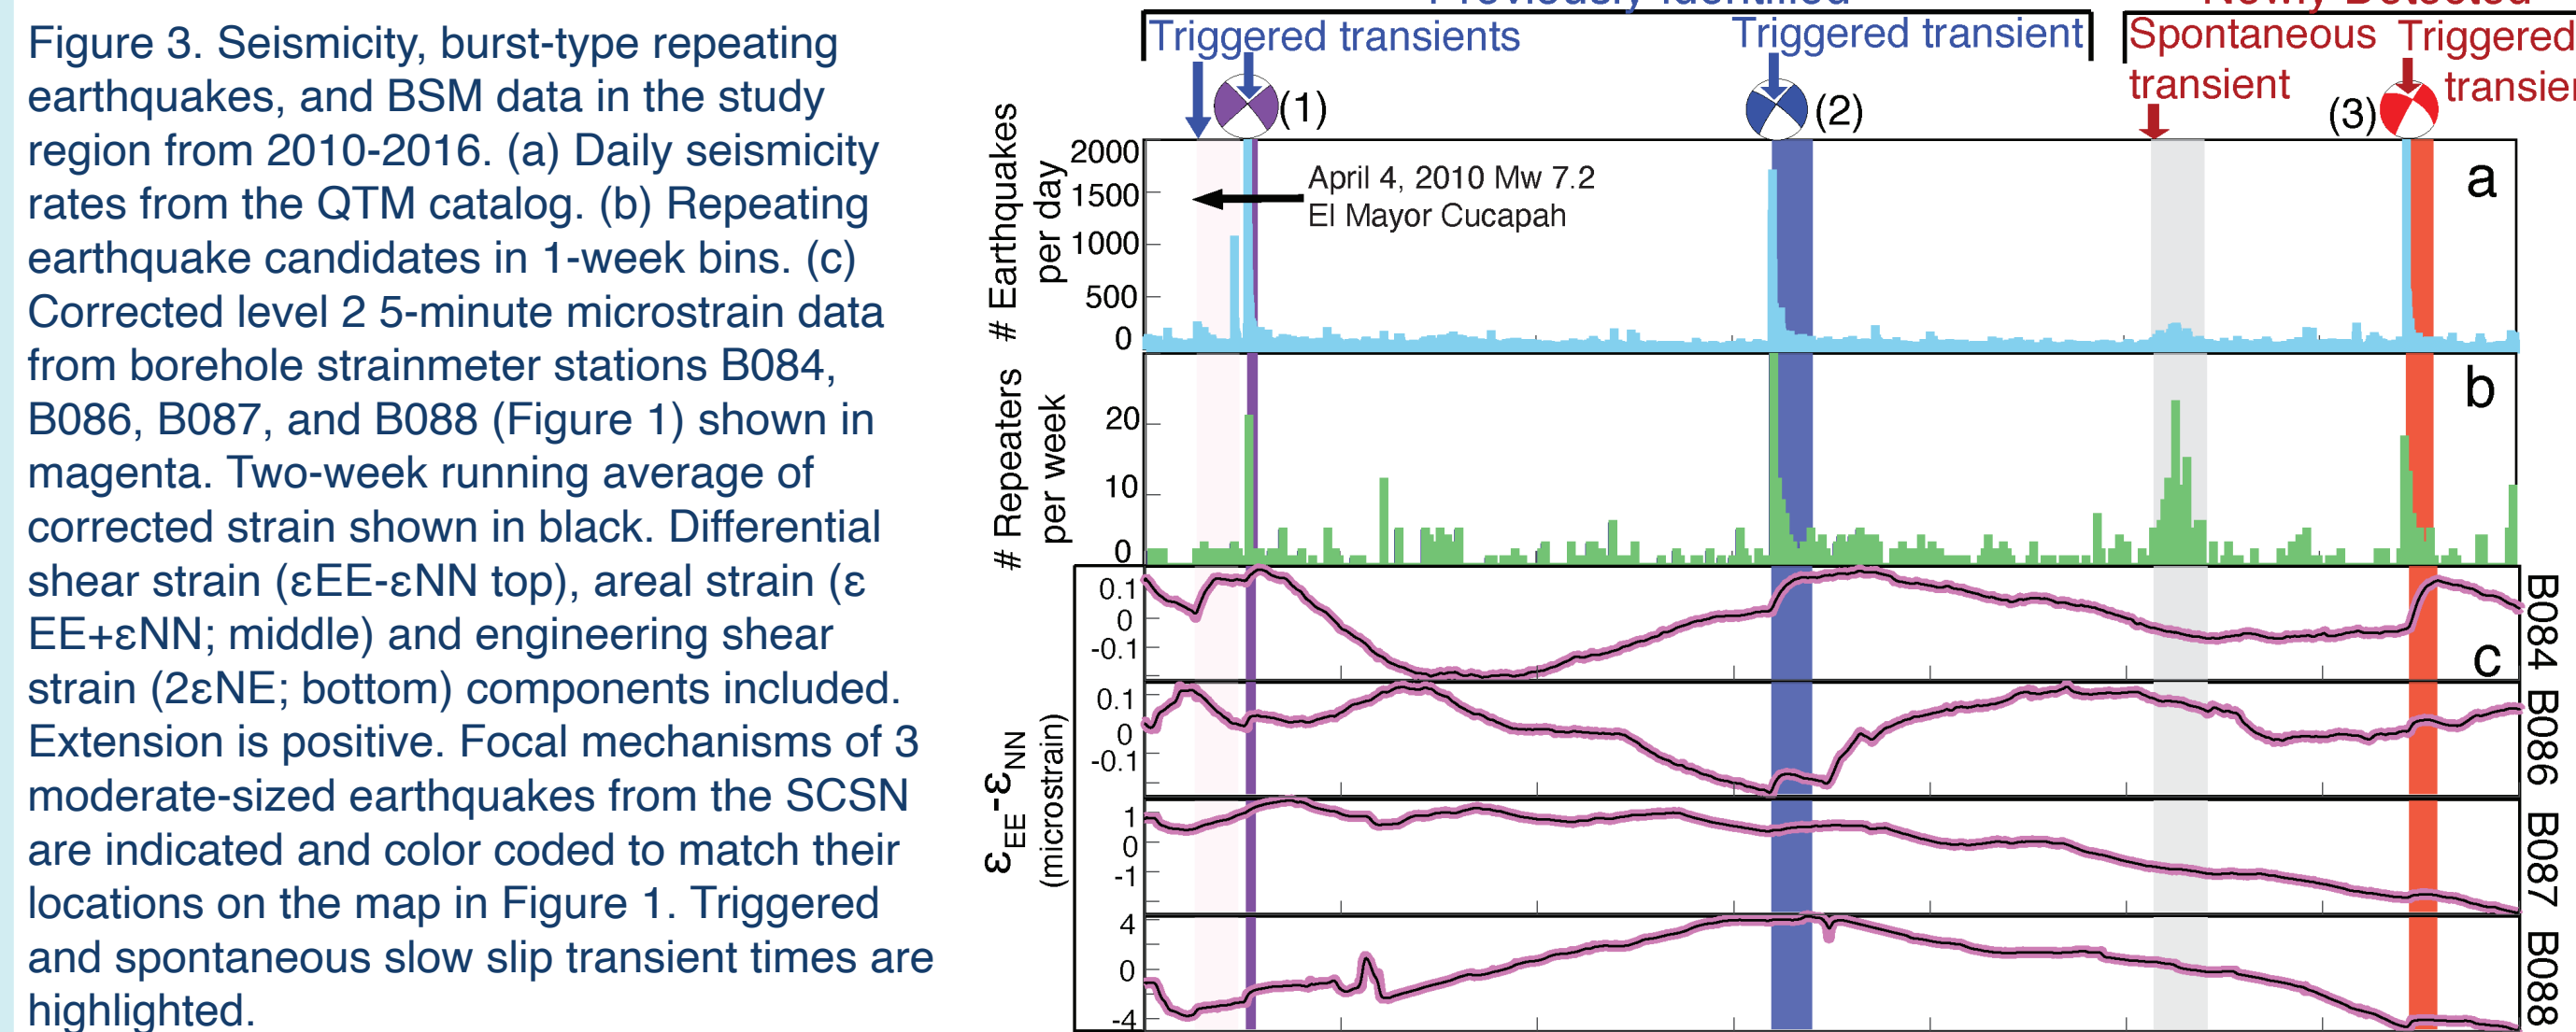 Figure 3. Seismicity, burst-type repeating
earthquakes, and BSM data in the study
region from 2010-2016. (a) Daily seismicity
rates from the QTM catalog. (b) Repeating
earthquake candidates in 1-week bins. (c)
Corrected level 2 5-minute microstrain data
from borehole strainmeter stations B084,
B086, B087, and B088 (Figure 1) shown in
magenta. Two-week running average of
corrected strain shown in black. Differential
shear strain (εEE-εNN top), areal strain (ε
EE+εNN; middle) and engineering shear
strain (2εNE; bottom) components included.
Extension is positive. Focal mechanisms of 3
moderate-sized earthquakes from the SCSN
are indicated and color coded to match their
locations on the map in Figure 1. Triggered
and spontaneous slow slip transient times are
highlighted.
Previously Identified
Newly Detected
Triggered transients
Triggered transient
Spontaneous
transient
Triggered
transien
(1)
(2)
(3)
# Earthquakes
per day
2000
1500
1000
500
0
April 4, 2010 Mw 7.2
El Mayor Cucapah
a
# Repeaters
per week
20
10
0
b
εEE-εNN
(microstrain)
0.1
0
-0.1
c
B084
0.1
0
-0.1
B086
1
0
-1
B087
4
0
-4
B088